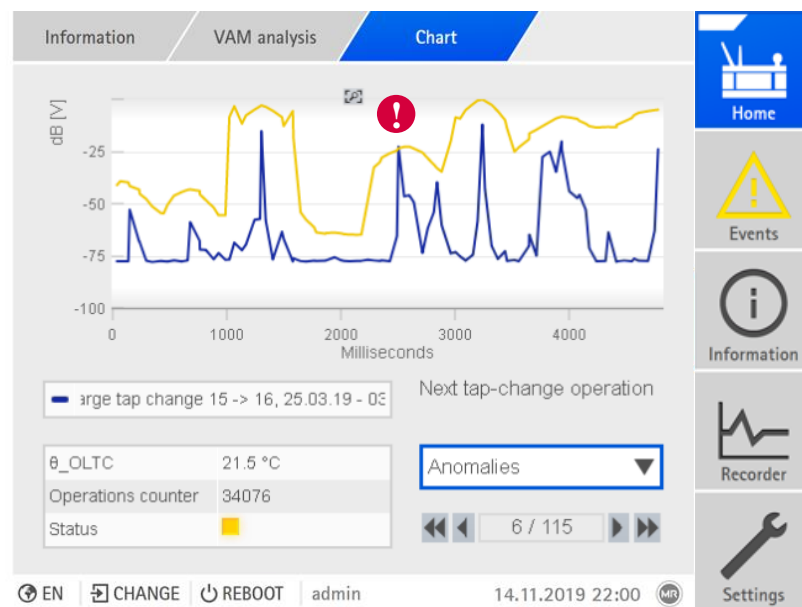 Information
VAM analysis
Chart
Home
Events
Information
Recorder
Settings
dB [V]
!
-25
-50
-75
-100
0
1000
2000
3000
4000
Milliseconds
arge tap change 15 -> 16, 25.03.19 - 03
Next tap-change operation
θ_OLTC 21.5 °C
Operations counter 34076
Status
Anomalies
6 / 115
EN CHANGE REBOOT admin 14.11.2019 22:00 MR